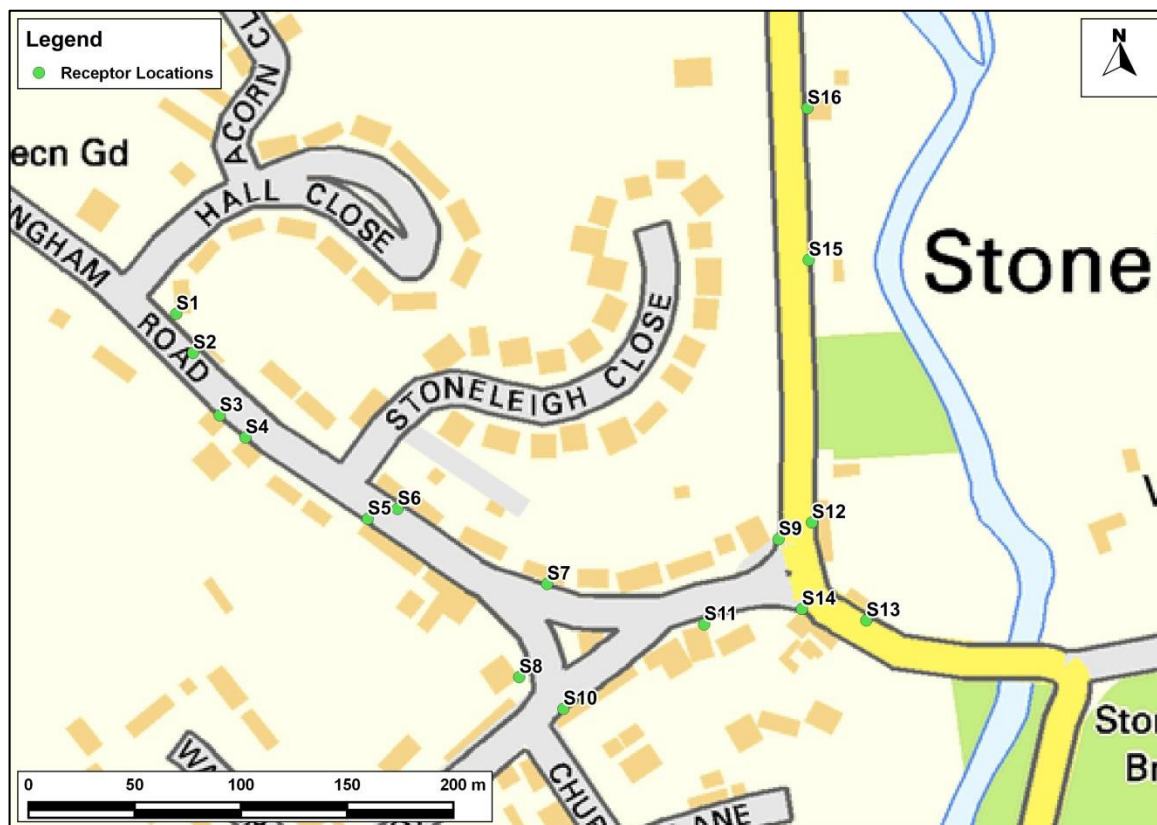 Legend
Receptor Locations
N
ACORN CL
HALL CLOSE
ecn Gd
NGHAM ROAD
STONELEIGH CLOSE
Stone
S16
S15
S1
S2
S3
S4
S5
S6
S7
S8
S9
S10
S11
S12
S13
S14
Stor
Br
WA
CHUR
LANE
0 50 100 150 200 m